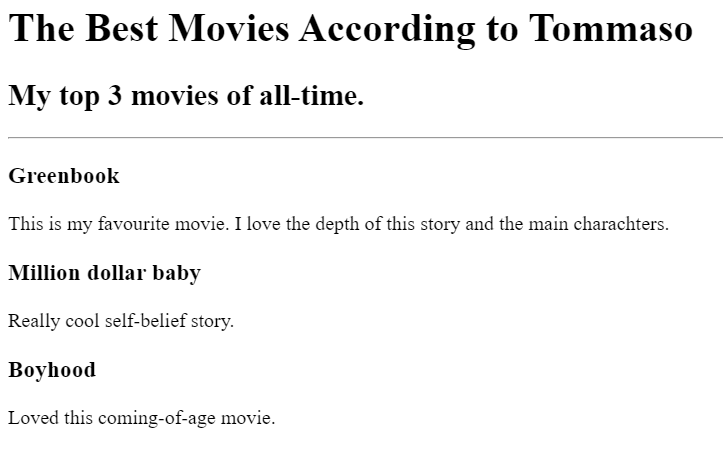 The Best Movies According to Tommaso
My top 3 movies of all-time.
Greenbook
This is my favourite movie. I love the depth of this story and the main charachters.
Million dollar baby
Really cool self-belief story.
Boyhood
Loved this coming-of-age movie.